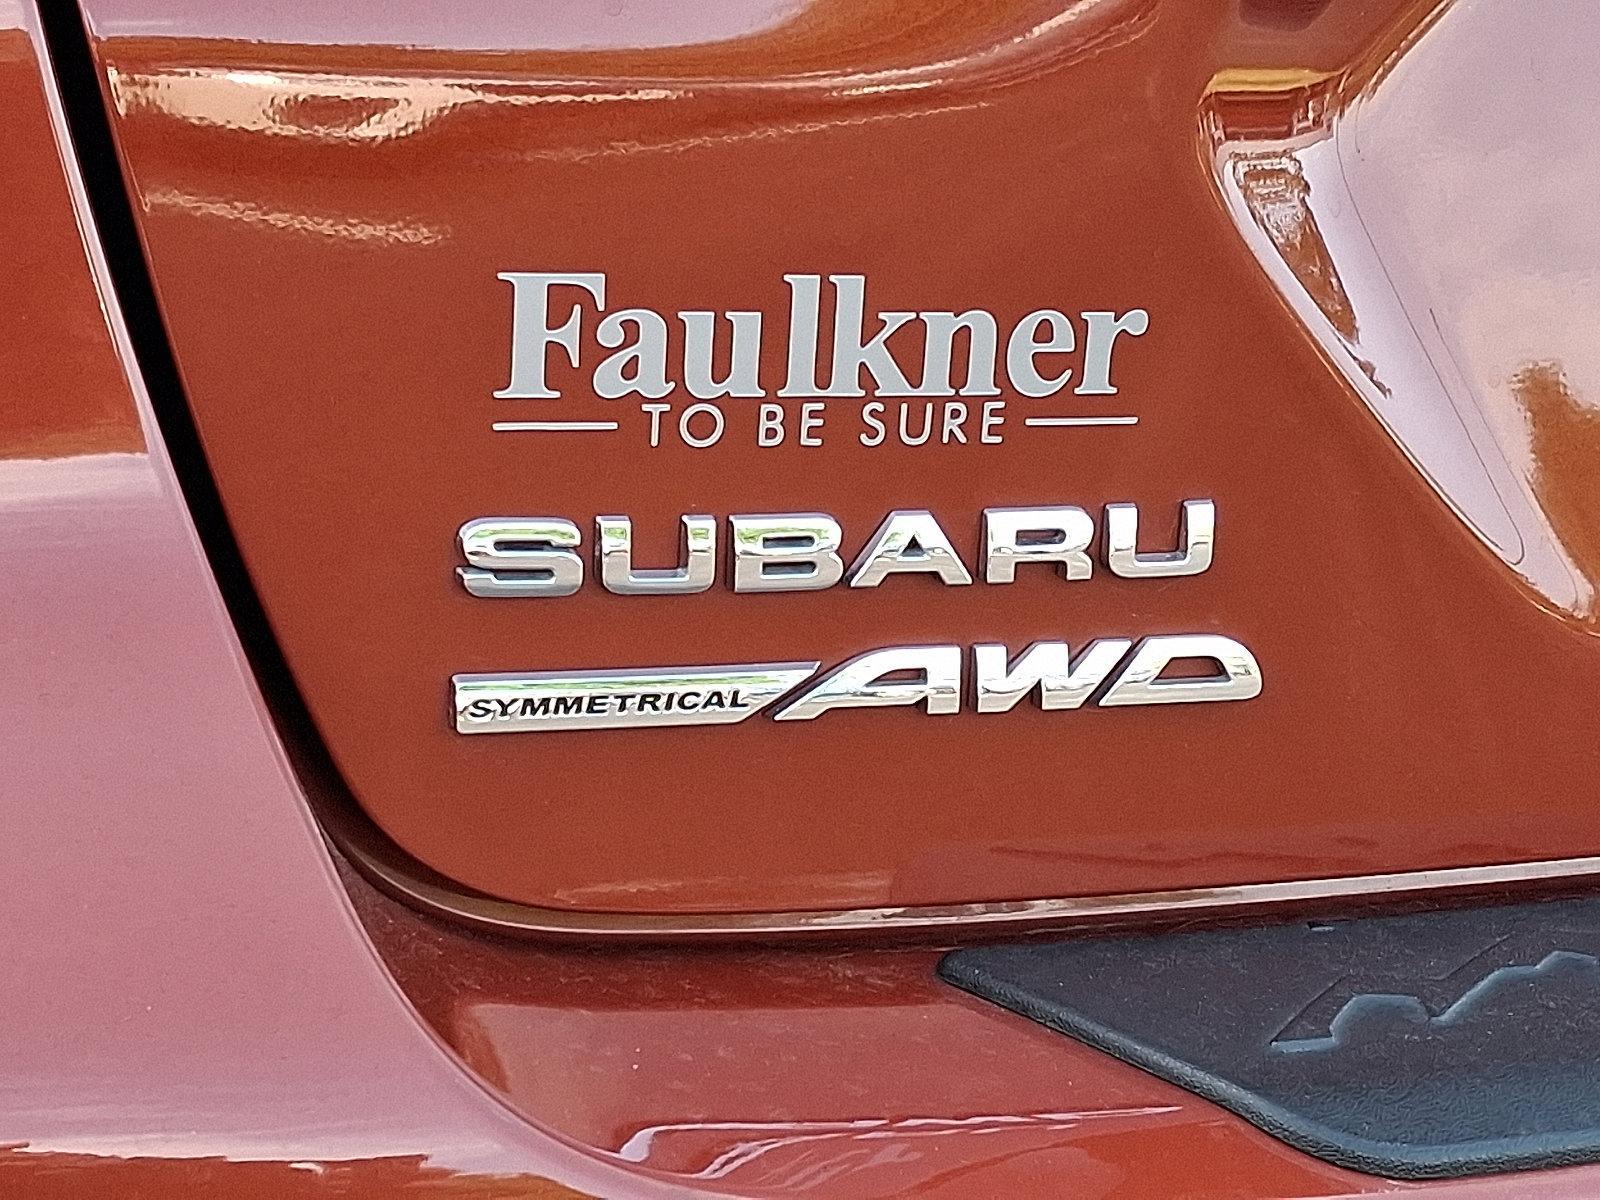 Faulkner
TO BE SURE
SUBARU
SYMMETRICAL AWD